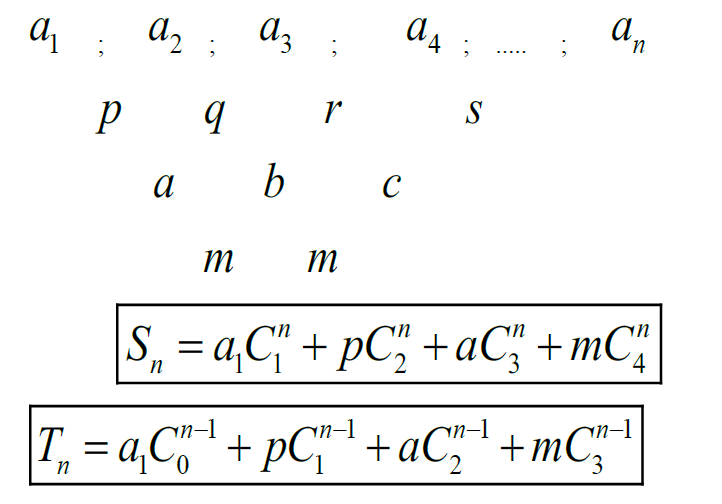 a₁ ; a₂ ; a₃ ; a₄ ; ..... ; aₙ
p q r s
a b c
m m
Sₙ = a₁C₁ⁿ + pC₂ⁿ + aC₃ⁿ + mC₄ⁿ
Tₙ = a₁C₀ⁿ⁻¹ + pC₁ⁿ⁻¹ + aC₂ⁿ⁻¹ + mC₃ⁿ⁻¹